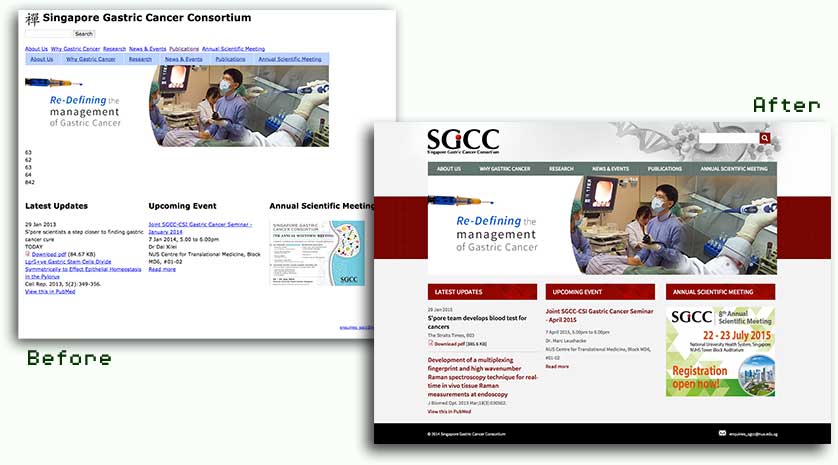 禪 Singapore Gastric Cancer Consortium
Search
About Us Why Gastric Cancer Research News & Events Publications Annual Scientific Meeting
About Us Why Gastric Cancer Research News & Events Publications Annual Scientific Meeting
Re-Defining the
management
of Gastric Cancer
63
62
63
64
842
Latest Updates
29 Jan 2013
S'pore scientists a step closer to finding gastric
cancer cure
TODAY
Download pdf (84.67 KB)
Lgr5+ve Gastric Stem Cells Divide
Symmetrically to Effect Epithelial Homeostasis
in the Pylorus
Cell Rep. 2013, 5(2):349-356.
View this in PubMed
Upcoming Event
Joint SGCC-CSI Gastric Cancer Seminar -
January 2014
7 Jan 2014, 5.00 to 6.00pm
Dr Dai Xilei
NUS Centre for Translational Medicine, Block
MD6, #01-02
Read more
Annual Scientific Meeting
SINGAPORE GASTRIC
CANCER CONSORTIUM
7TH ANNUAL SCIENTIFIC MEETING
SGCC
Before
After
SGCC
Singapore Gastric Cancer Consortium
ABOUT US WHY GASTRIC CANCER RESEARCH NEWS & EVENTS PUBLICATIONS ANNUAL SCIENTIFIC MEETING
Re-Defining the
management
of Gastric Cancer
LATEST UPDATES
29 Jan 2015
S'pore team develops blood test for
cancers
The Straits Times, B03
Download pdf (385.5 KB)
Development of a multiplexing
fingerprint and high wavenumber
Raman spectroscopy technique for real-
time in vivo tissue Raman
measurements at endoscopy
J Biomed Opt. 2013 Mar;18(3):030502.
View this in PubMed
UPCOMING EVENT
Joint SGCC-CSI Gastric Cancer Seminar
- April 2015
7 April 2015, 5.00pm to 6.00pm
Dr. Marc Leushacke
NUS Centre for Translational Medicine, Block MD6,
#01-02
Read more
ANNUAL SCIENTIFIC MEETING
SGCC 8th Annual
Scientific Meeting
22 - 23 July 2015
National University Health System, Singapore
NUHS Tower Block Auditorium
Registration
open now!
© 2014 Singapore Gastric Cancer Consortium
enquiries_sgcc@nus.edu.sg